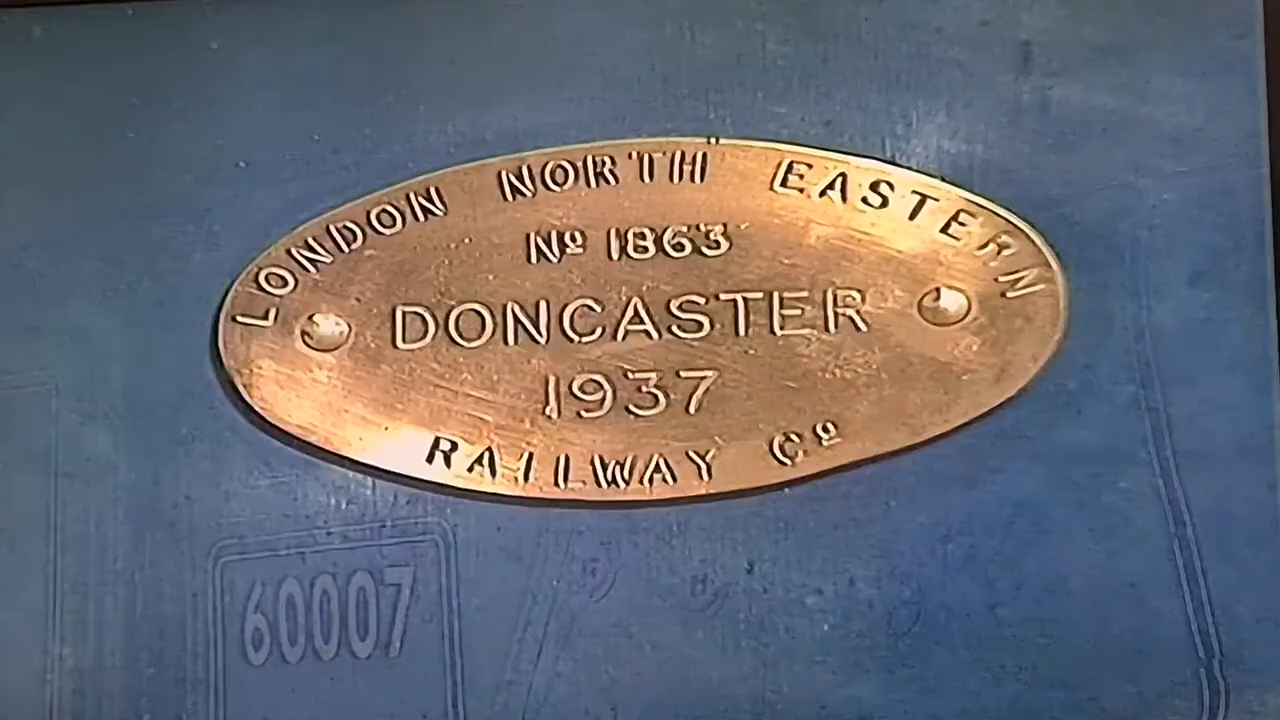 LONDON NORTH EASTERN
Nº 1863
DONCASTER
1937
RAILWAY Cº
60007